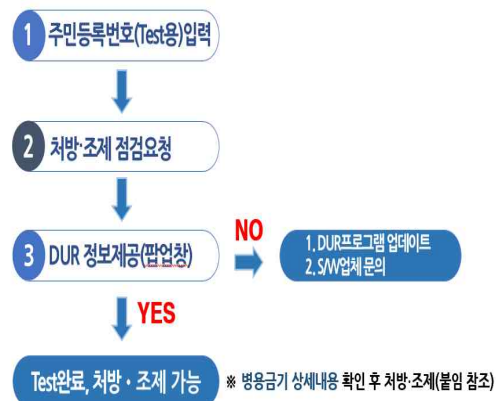 1 주민등록번호(Test용)입력
2 처방·조제 점검요청
3 DUR 정보제공(팝업창)
NO
1. DUR프로그램 업데이트
2. S/W업체 문의
YES
Test완료, 처방·조제 가능
※ 병용금기 상세내용 확인 후 처방·조제(붙임 참조)